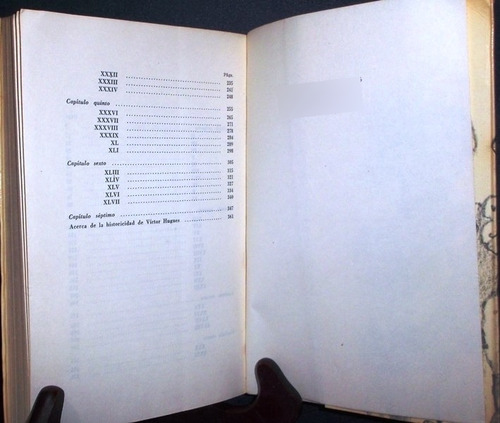 Págs.
XXXII ........ 235
XXXIII ........ 241
XXXIV ........ 248
Capítulo quinto ........ 255
XXXVI ........ 265
XXXVII ........ 271
XXXVIII ........ 278
XXXIX ........ 284
XL ........ 289
XLI ........ 298
Capítulo sexto ........ 305
XLIII ........ 315
XLIV ........ 321
XLV ........ 327
XLVI ........ 334
XLVII ........ 340
Capítulo séptimo ........ 347
Acerca de la historicidad de Víctor Hugues ........ 361